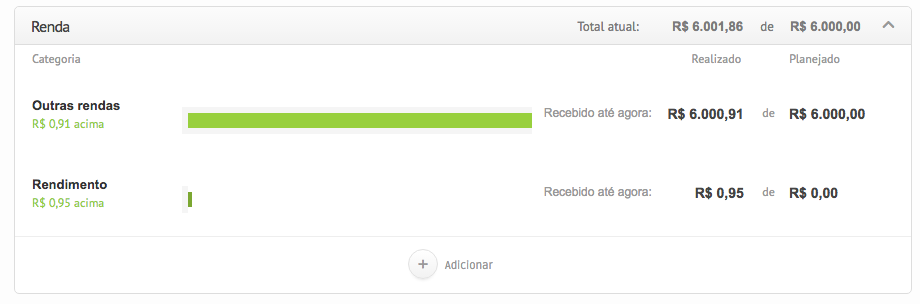 Renda Total atual: R$ 6.001,86 de R$ 6.000,00
Categoria Realizado Planejado
Outras rendas
R$ 0,91 acima
Recebido até agora: R$ 6.000,91 de R$ 6.000,00
Rendimento
R$ 0,95 acima
Recebido até agora: R$ 0,95 de R$ 0,00
+ Adicionar